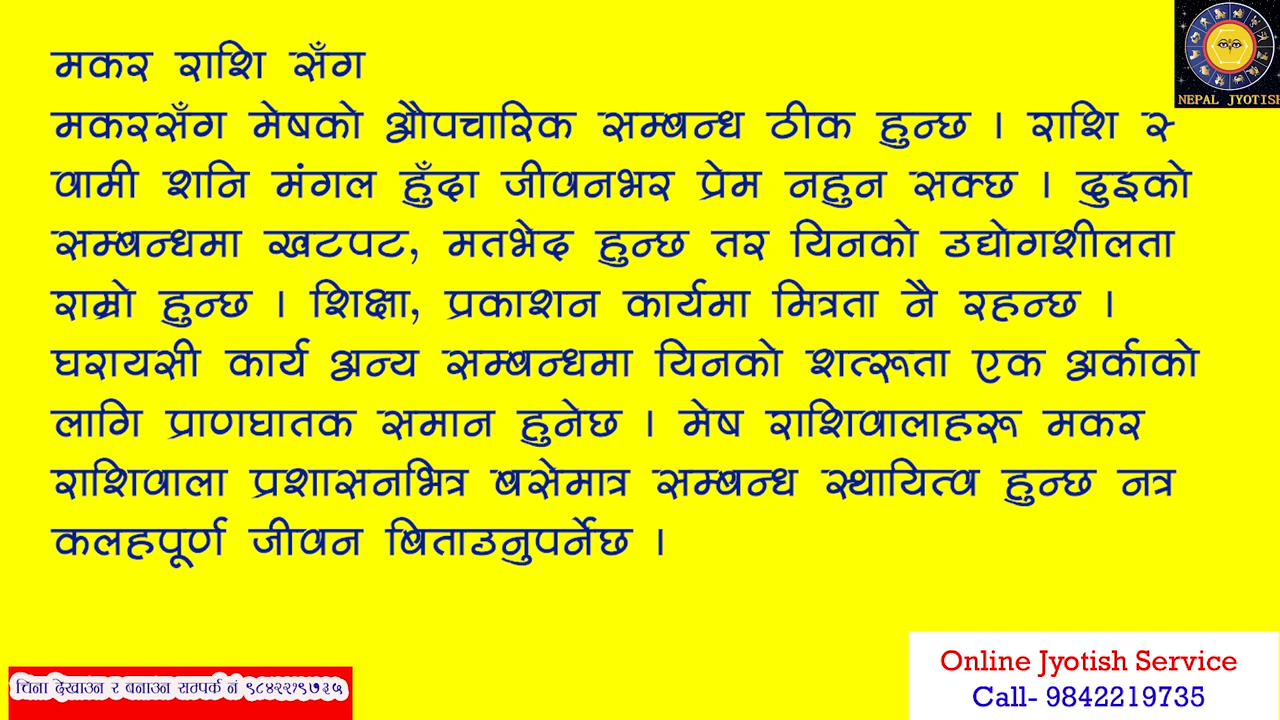 मकर राशि सँग
मकरसँग मेषको औपचारिक सम्बन्ध ठीक हुन्छ । राशि स्
वामी शनि मंगल हुँदा जीवनभर प्रेम नहुन सक्छ । दुइको
सम्बन्धमा खटपट, मतभेद हुन्छ तर यिनको उद्योगशीलता
राम्रो हुन्छ । शिक्षा, प्रकाशन कार्यमा मित्रता नै रहन्छ ।
घरायसी कार्य अन्य सम्बन्धमा यिनको शत्रूता एक अर्काको
लागि प्राणघातक समान हुनेछ । मेष राशिवालाहरू मकर
राशिवाला प्रशासनभित्र बसेमात्र सम्बन्ध स्थायित्व हुन्छ नत्र
कलहपूर्ण जीवन बिताउनुपर्नेछ ।
NEPAL JYOTISH
चिना देखाउन र बनाउन सम्पर्क नं ९८४२२१९७३५
Online Jyotish Service
Call- 9842219735